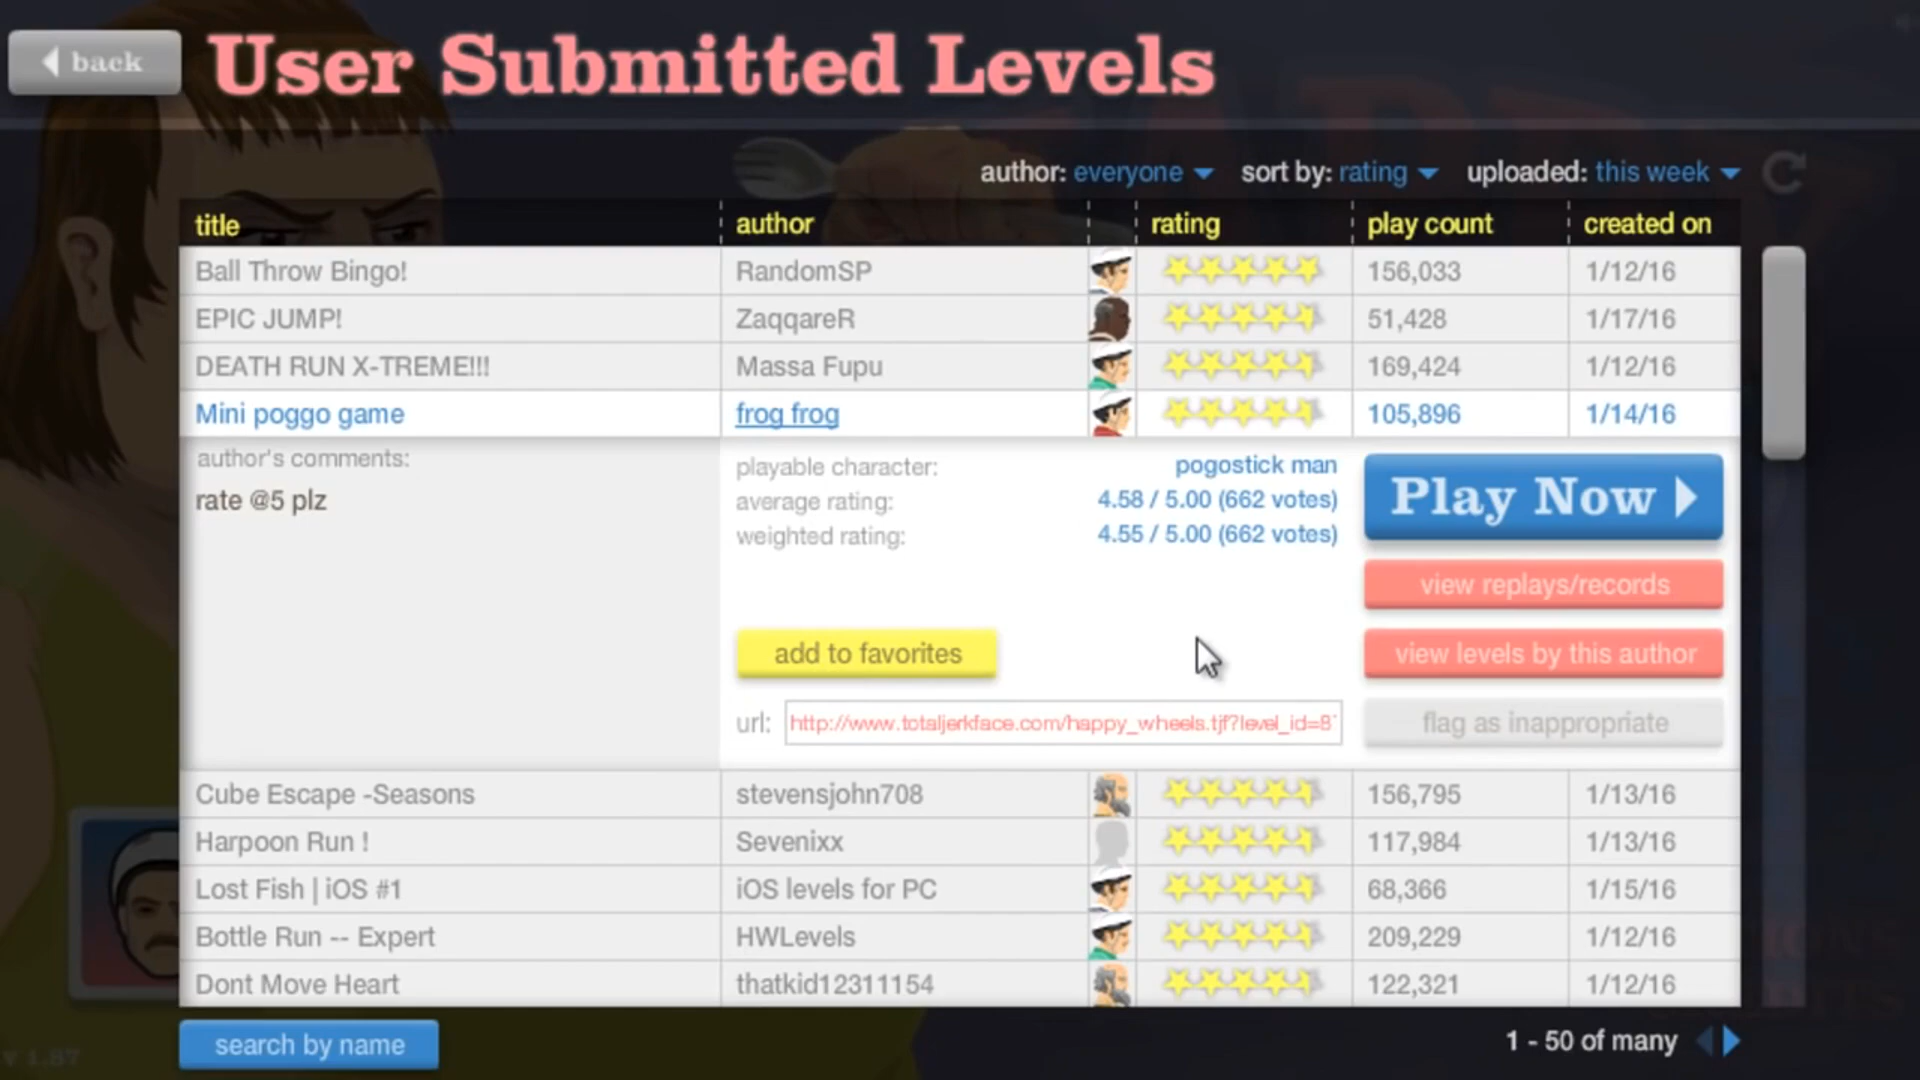 back
User Submitted Levels
author: everyone sort by: rating uploaded: this week
title author rating play count created on
Ball Throw Bingo! RandomSP 156,033 1/12/16
EPIC JUMP! ZaqqareR 51,428 1/17/16
DEATH RUN X-TREME!!! Massa Fupu 169,424 1/12/16
Mini poggo game frog frog 105,896 1/14/16
author's comments:
rate @5 plz
playable character: pogostick man
average rating: 4.58 / 5.00 (662 votes)
weighted rating: 4.55 / 5.00 (662 votes)
Play Now
view replays/records
add to favorites
view levels by this author
url: http://www.totaljerkface.com/happy_wheels.tjf?level_id=8
flag as inappropriate
Cube Escape -Seasons stevensjohn708 156,795 1/13/16
Harpoon Run ! Sevenixx 117,984 1/13/16
Lost Fish | iOS #1 iOS levels for PC 68,366 1/15/16
Bottle Run -- Expert HWLevels 209,229 1/12/16
Dont Move Heart thatkid12311154 122,321 1/12/16
search by name
1 - 50 of many
v 1.87